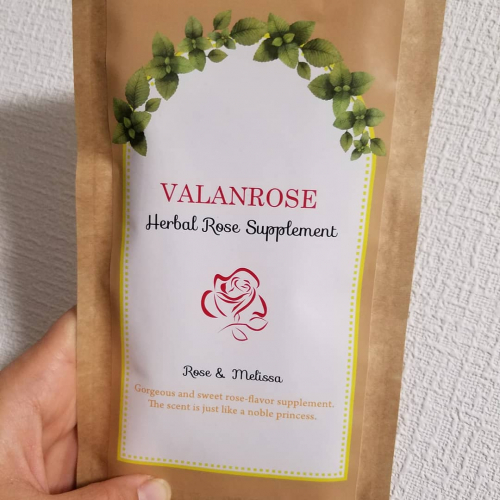 VALANROSE
Herbal Rose Supplement
Rose & Melissa
Gorgeous and sweet rose-flavor supplement.
The scent is just like a noble princess.